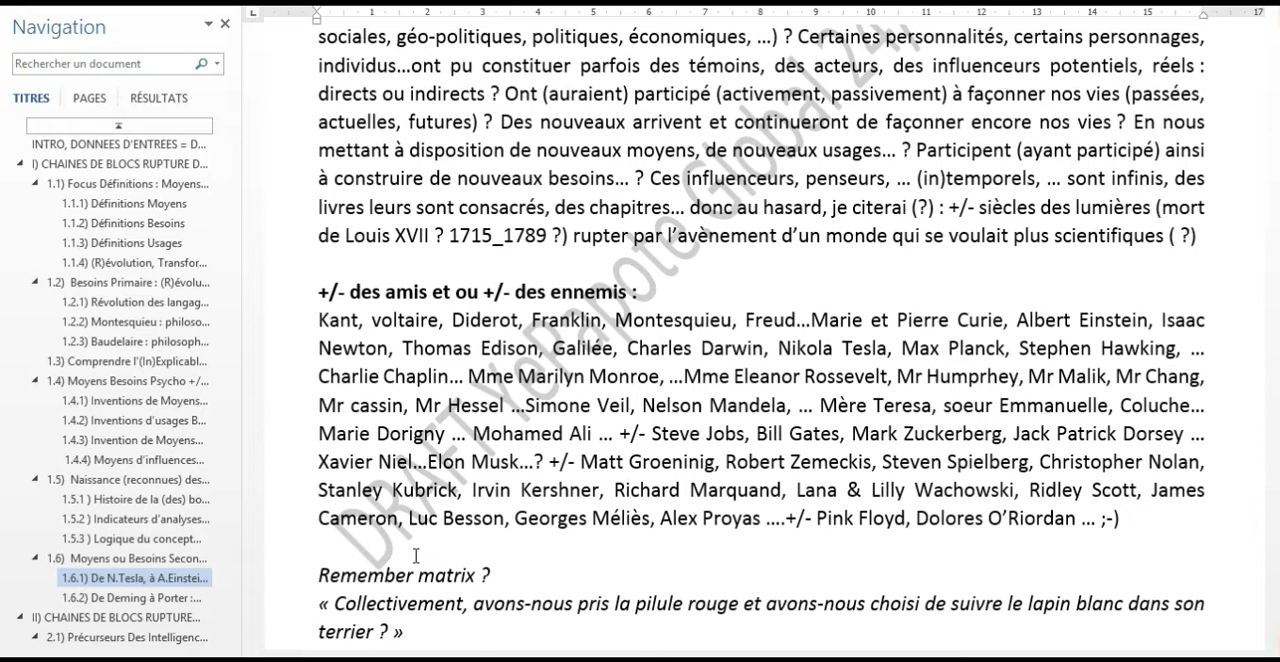 Navigation
Rechercher un document
TITRES PAGES RÉSULTATS
INTRO, DONNEES D'ENTREES = D...
I) CHAINES DE BLOCS RUPTURE D...
1.1) Focus Définitions : Moyens...
1.1.1) Définitions Moyens
1.1.2) Définitions Besoins
1.1.3) Définitions Usages
1.1.4) (R)évolution, Transfor...
1.2) Besoins Primaire : (R)évolu...
1.2.1) Révolution des langag...
1.2.2) Montesquieu : philoso...
1.2.3) Baudelaire : philosoph...
1.3) Comprendre l'(In)Explicabl...
1.4) Moyens Besoins Psycho +/...
1.4.1) Inventions de Moyens...
1.4.2) Inventions d'usages B...
1.4.3) Invention de Moyens...
1.4.4) Moyens d'influences...
1.5) Naissance (reconnues) des...
1.5.1 ) Histoire de la (des) bo...
1.5.2 ) Indicateurs d'analyses...
1.5.3 ) Logique du concept...
1.6) Moyens ou Besoins Secon...
1.6.1) De N.Tesla, à A.Einstei...
1.6.2) De Deming à Porter :...
II) CHAINES DE BLOCS RUPTURE...
2.1) Précurseurs Des Intelligenc...
1 2 3 4 5 6 7 8 9 10 11 12 13 14 15 17
sociales, géo-politiques, politiques, économiques, …) ? Certaines personnalités, certains personnages,
individus…ont pu constituer parfois des témoins, des acteurs, des influenceurs potentiels, réels :
directs ou indirects ? Ont (auraient) participé (activement, passivement) à façonner nos vies (passées,
actuelles, futures) ? Des nouveaux arrivent et continueront de façonner encore nos vies ? En nous
mettant à disposition de nouveaux moyens, de nouveaux usages… ? Participent (ayant participé) ainsi
à construire de nouveaux besoins… ? Ces influenceurs, penseurs, … (in)temporels, … sont infinis, des
livres leurs sont consacrés, des chapitres… donc au hasard, je citerai (?) : +/- siècles des lumières (mort
de Louis XVII ? 1715_1789 ?) rupter par l'avènement d'un monde qui se voulait plus scientifiques ( ?)
+/- des amis et ou +/- des ennemis :
Kant, voltaire, Diderot, Franklin, Montesquieu, Freud…Marie et Pierre Curie, Albert Einstein, Isaac
Newton, Thomas Edison, Galilée, Charles Darwin, Nikola Tesla, Max Planck, Stephen Hawking, …
Charlie Chaplin… Mme Marilyn Monroe, …Mme Eleanor Rossevelt, Mr Humprhey, Mr Malik, Mr Chang,
Mr cassin, Mr Hessel …Simone Veil, Nelson Mandela, … Mère Teresa, soeur Emmanuelle, Coluche…
Marie Dorigny … Mohamed Ali … +/- Steve Jobs, Bill Gates, Mark Zuckerberg, Jack Patrick Dorsey …
Xavier Niel…Elon Musk…? +/- Matt Groeninig, Robert Zemeckis, Steven Spielberg, Christopher Nolan,
Stanley Kubrick, Irvin Kershner, Richard Marquand, Lana & Lilly Wachowski, Ridley Scott, James
Cameron, Luc Besson, Georges Méliès, Alex Proyas ….+/- Pink Floyd, Dolores O'Riordan … ;-)
Remember matrix ?
« Collectivement, avons-nous pris la pilule rouge et avons-nous choisi de suivre le lapin blanc dans son
terrier ? »